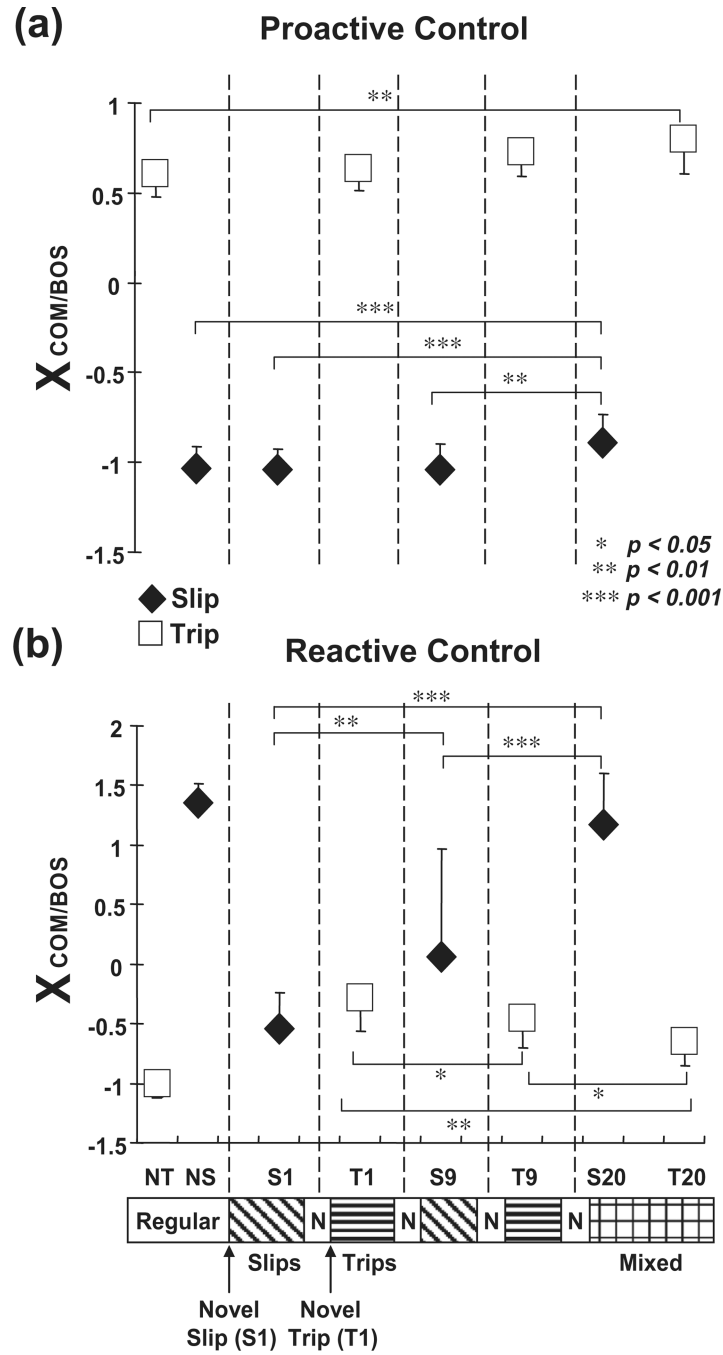 (a)
Proactive Control
**
1
0.5
0
-0.5
-1
-1.5
X COM/BOS
***
***
**
* p < 0.05
** p < 0.01
*** p < 0.001
Slip
Trip
(b)
Reactive Control
***
**
***
2
1.5
1
0.5
0
-0.5
-1
-1.5
X COM/BOS
*
*
**
NT NS S1 T1 S9 T9 S20 T20
Regular N N N N
Slips Trips Mixed
Novel Novel
Slip (S1) Trip (T1)